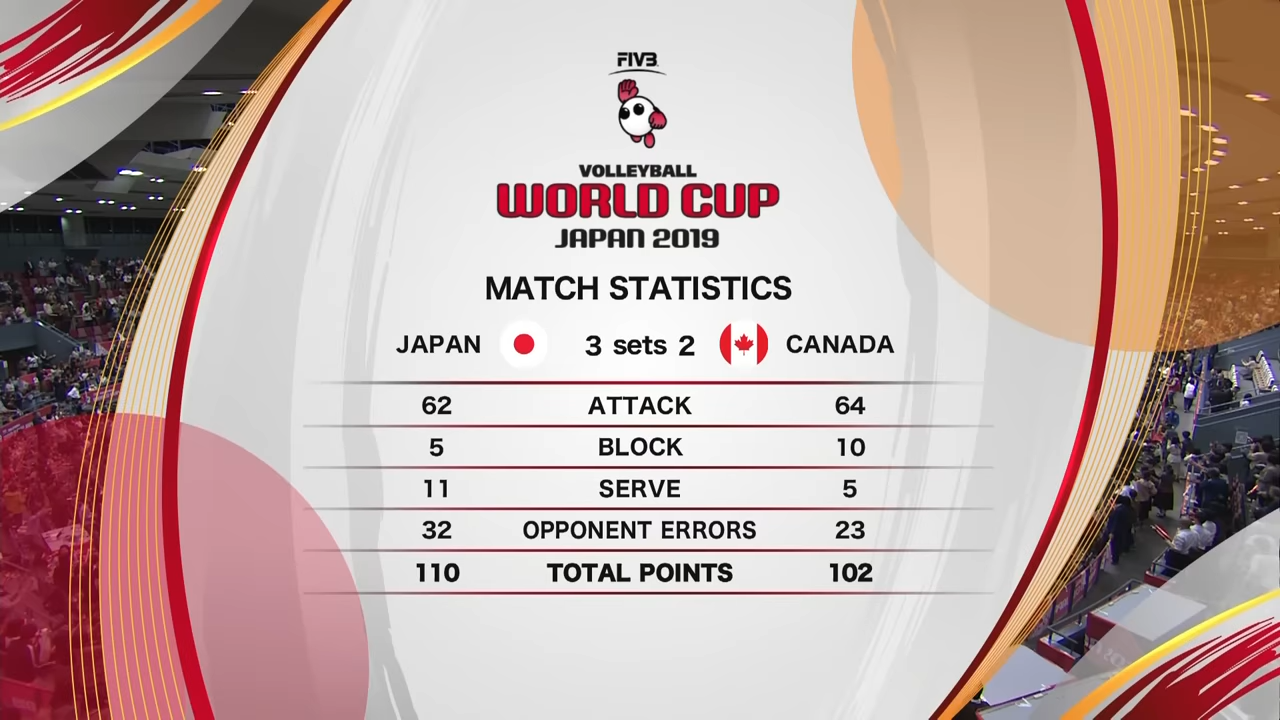 FIVB
VOLLEYBALL
WORLD CUP
JAPAN 2019
MATCH STATISTICS
JAPAN 3 sets 2 CANADA
62 ATTACK 64
5 BLOCK 10
11 SERVE 5
32 OPPONENT ERRORS 23
110 TOTAL POINTS 102